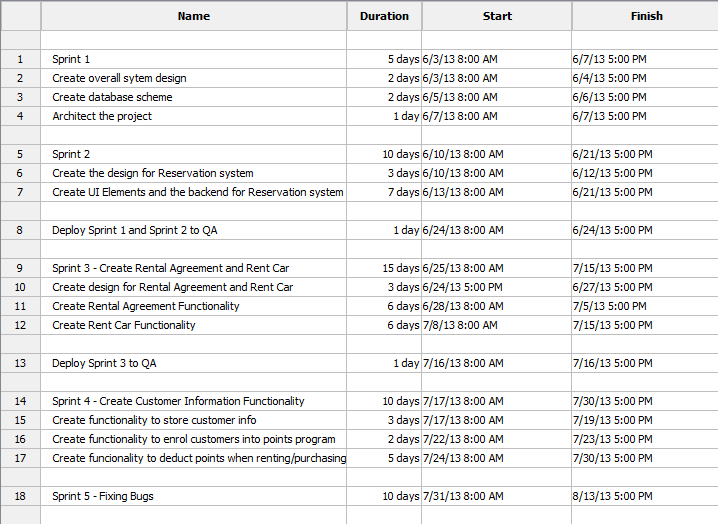 Name Duration Start Finish
1 Sprint 1 5 days 6/3/13 8:00 AM 6/7/13 5:00 PM
2 Create overall sytem design 2 days 6/3/13 8:00 AM 6/4/13 5:00 PM
3 Create database scheme 2 days 6/5/13 8:00 AM 6/6/13 5:00 PM
4 Architect the project 1 day 6/7/13 8:00 AM 6/7/13 5:00 PM
5 Sprint 2 10 days 6/10/13 8:00 AM 6/21/13 5:00 PM
6 Create the design for Reservation system 3 days 6/10/13 8:00 AM 6/12/13 5:00 PM
7 Create UI Elements and the backend for Reservation system 7 days 6/13/13 8:00 AM 6/21/13 5:00 PM
8 Deploy Sprint 1 and Sprint 2 to QA 1 day 6/24/13 8:00 AM 6/24/13 5:00 PM
9 Sprint 3 - Create Rental Agreement and Rent Car 15 days 6/25/13 8:00 AM 7/15/13 5:00 PM
10 Create design for Rental Agreement and Rent Car 3 days 6/24/13 5:00 PM 6/27/13 5:00 PM
11 Create Rental Agreement Functionality 6 days 6/28/13 8:00 AM 7/5/13 5:00 PM
12 Create Rent Car Functionality 6 days 7/8/13 8:00 AM 7/15/13 5:00 PM
13 Deploy Sprint 3 to QA 1 day 7/16/13 8:00 AM 7/16/13 5:00 PM
14 Sprint 4 - Create Customer Information Functionality 10 days 7/17/13 8:00 AM 7/30/13 5:00 PM
15 Create functionality to store customer info 3 days 7/17/13 8:00 AM 7/19/13 5:00 PM
16 Create functionality to enrol customers into points program 2 days 7/22/13 8:00 AM 7/23/13 5:00 PM
17 Create funcionality to deduct points when renting/purchasing 5 days 7/24/13 8:00 AM 7/30/13 5:00 PM
18 Sprint 5 - Fixing Bugs 10 days 7/31/13 8:00 AM 8/13/13 5:00 PM